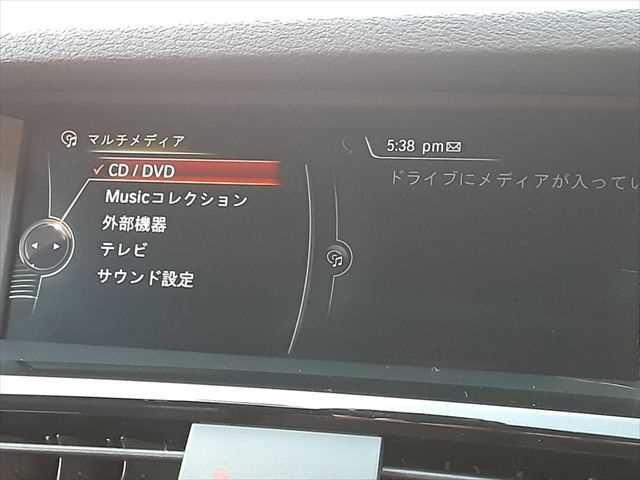 マルチメディア
✓ CD / DVD
Musicコレクション
外部機器
テレビ
サウンド設定
5:38 pm
ドライブにメディアが入ってい